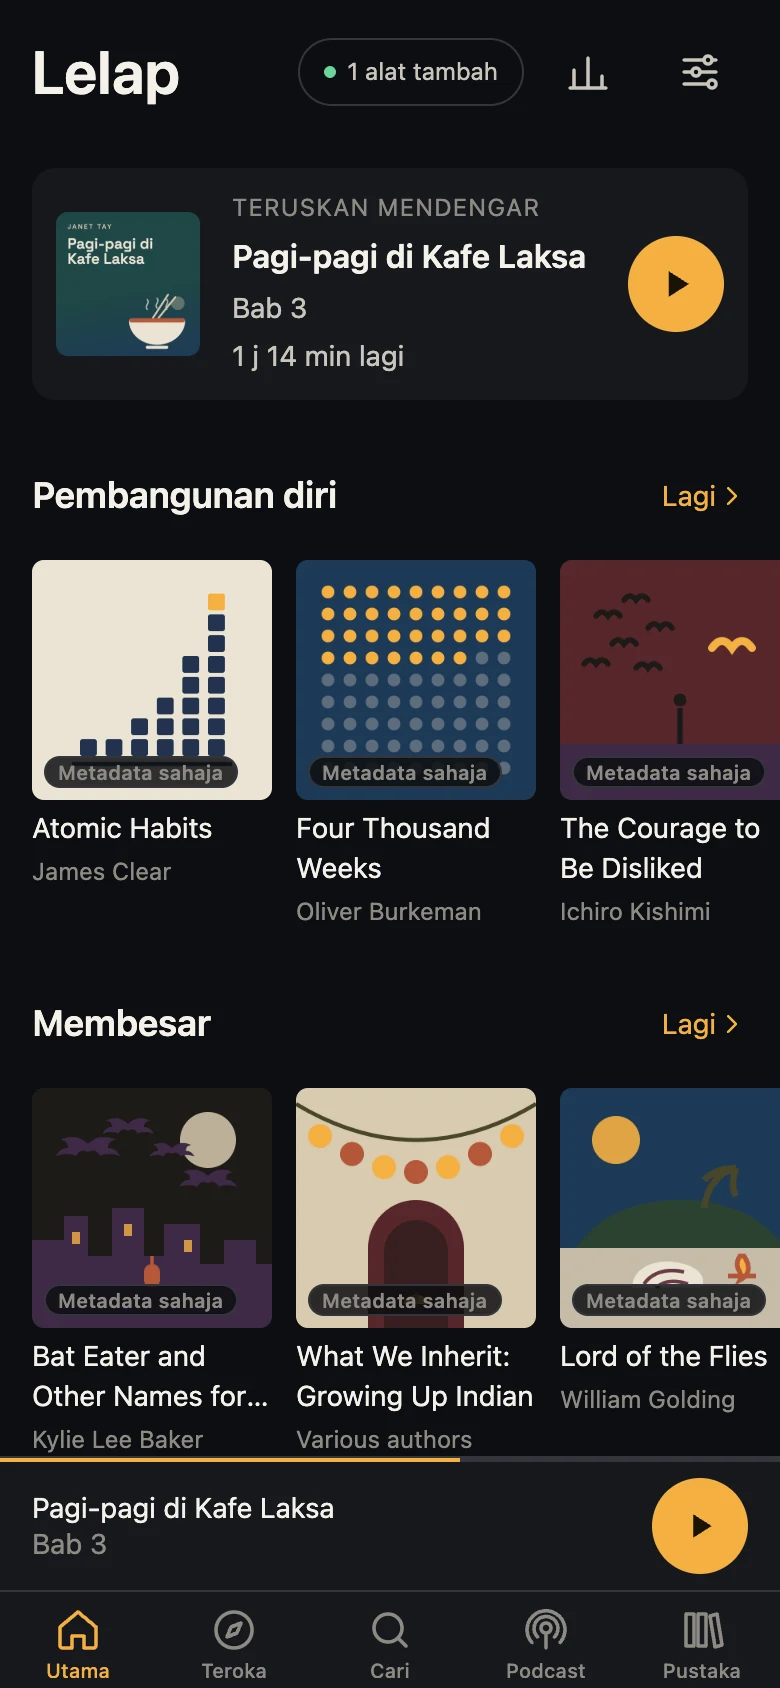 Lelap
1 alat tambah
TERUSKAN MENDENGAR
JANET TAY
Pagi-pagi di
Kafe Laksa
Pagi-pagi di Kafe Laksa
Bab 3
1 j 14 min lagi
Pembangunan diri
Lagi
Metadata sahaja
Metadata sahaja
Metadata sahaja
Atomic Habits
James Clear
Four Thousand
Weeks
Oliver Burkeman
The Courage to
Be Disliked
Ichiro Kishimi
Membesar
Lagi
Metadata sahaja
Metadata sahaja
Metadata sahaja
Bat Eater and
Other Names for...
Kylie Lee Baker
What We Inherit:
Growing Up Indian
Various authors
Lord of the Flies
William Golding
Pagi-pagi di Kafe Laksa
Bab 3
Utama
Teroka
Cari
Podcast
Pustaka